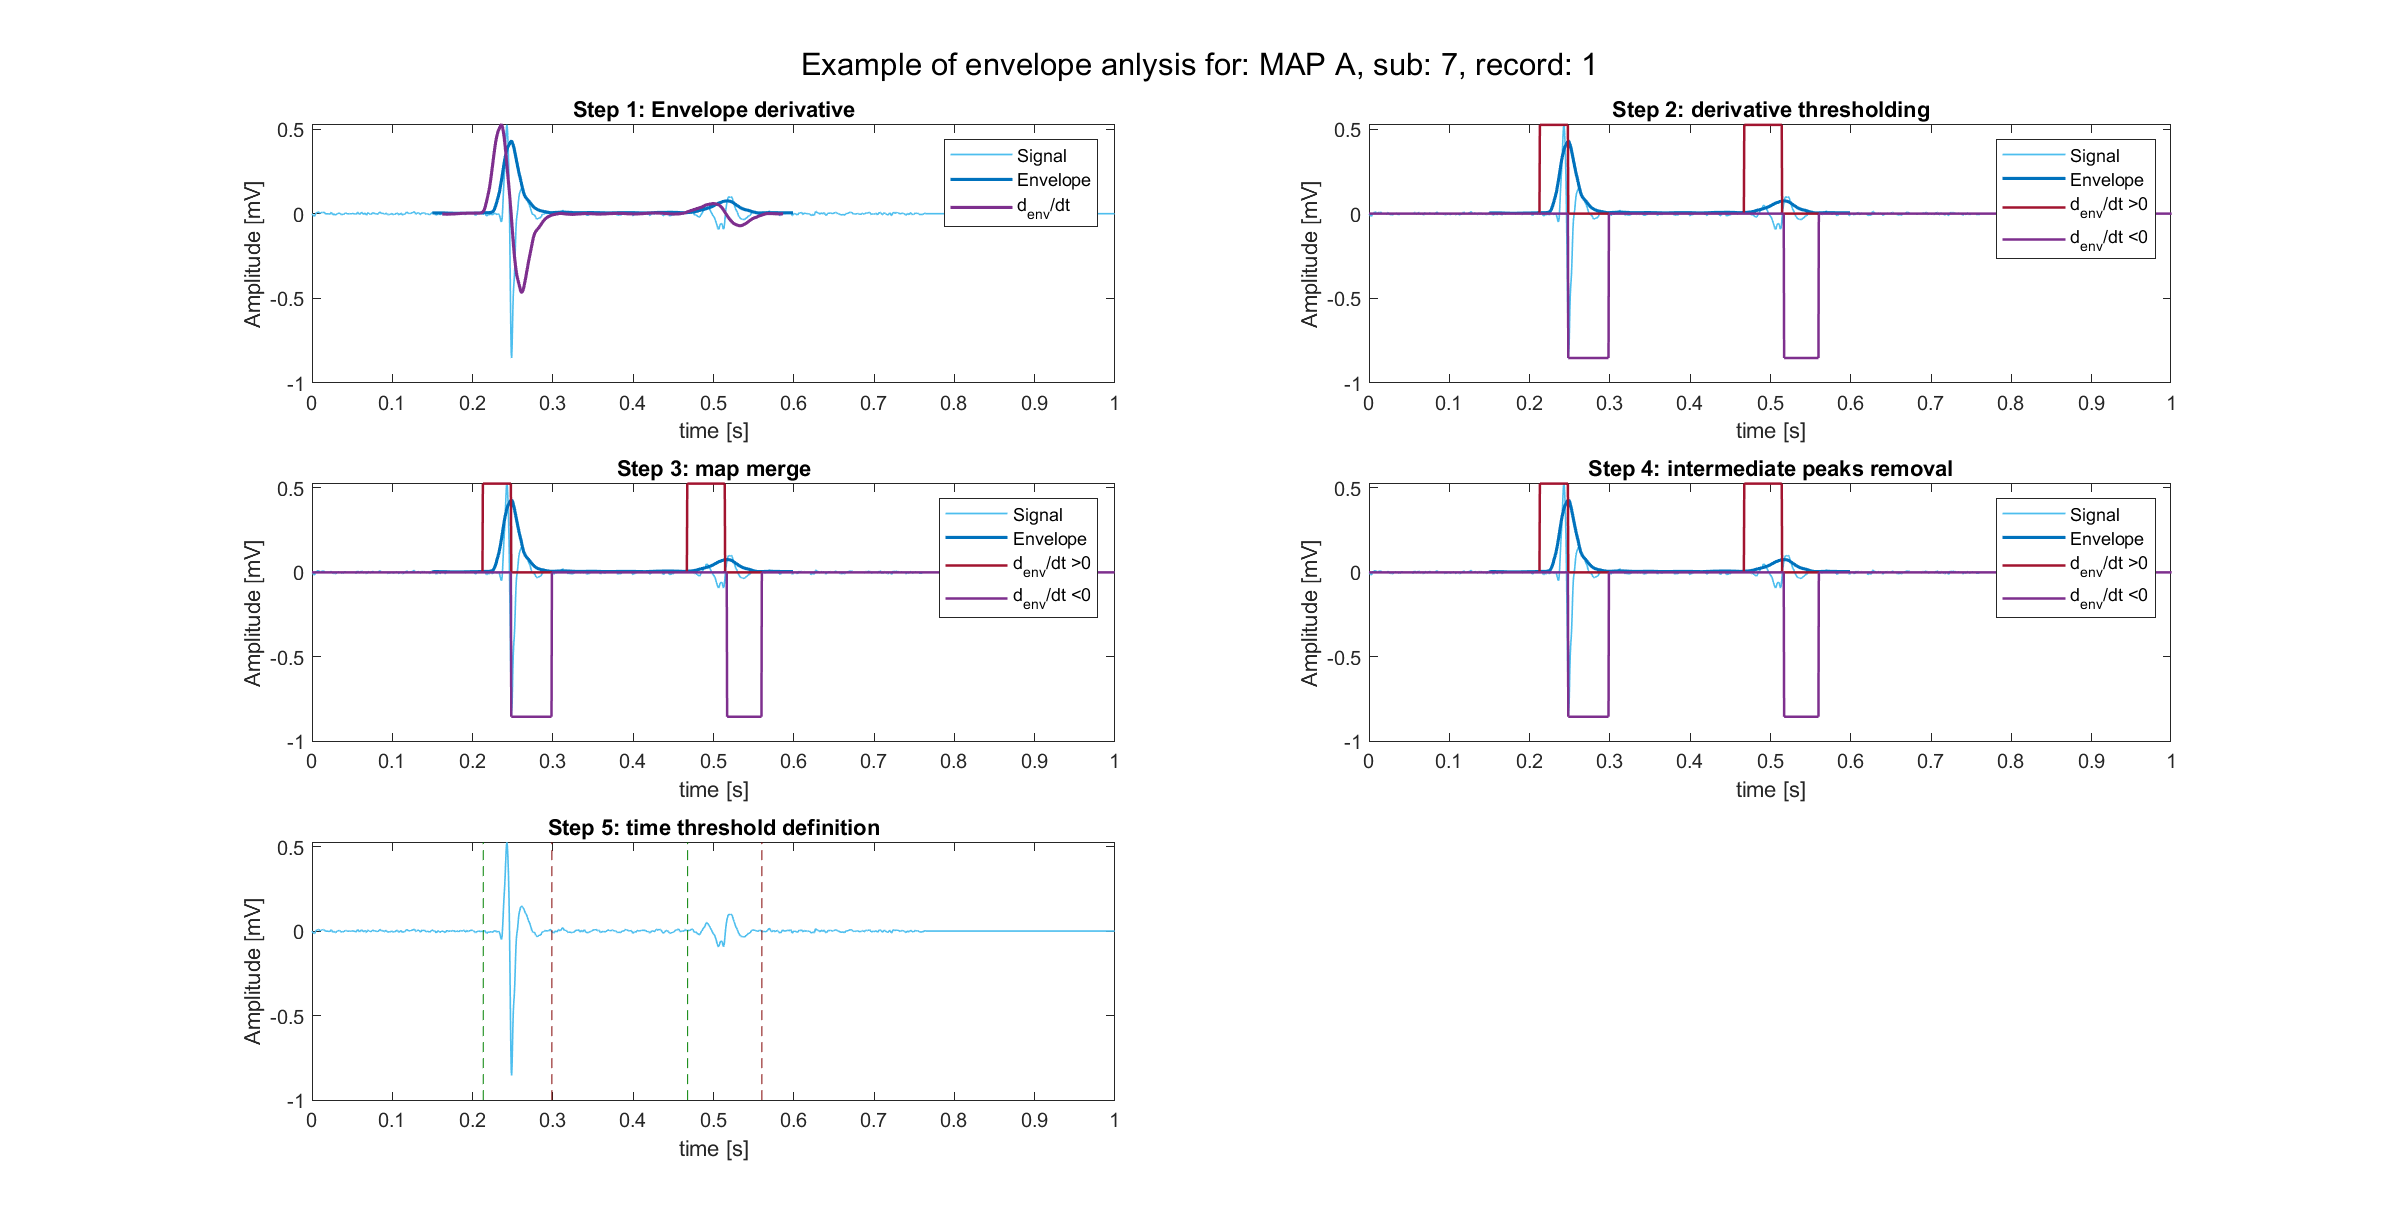 Example of envelope anlysis for: MAP A, sub: 7, record: 1
Step 1: Envelope derivative
Amplitude [mV]
0.5
0
-0.5
-1
0 0.1 0.2 0.3 0.4 0.5 0.6 0.7 0.8 0.9 1
time [s]
Signal
Envelope
d_env/dt
Step 2: derivative thresholding
Amplitude [mV]
0.5
0
-0.5
-1
0 0.1 0.2 0.3 0.4 0.5 0.6 0.7 0.8 0.9 1
time [s]
Signal
Envelope
d_env/dt >0
d_env/dt <0
Step 3: map merge
Amplitude [mV]
0.5
0
-0.5
-1
0 0.1 0.2 0.3 0.4 0.5 0.6 0.7 0.8 0.9 1
time [s]
Signal
Envelope
d_env/dt >0
d_env/dt <0
Step 4: intermediate peaks removal
Amplitude [mV]
0.5
0
-0.5
-1
0 0.1 0.2 0.3 0.4 0.5 0.6 0.7 0.8 0.9 1
time [s]
Signal
Envelope
d_env/dt >0
d_env/dt <0
Step 5: time threshold definition
Amplitude [mV]
0.5
0
-0.5
-1
0 0.1 0.2 0.3 0.4 0.5 0.6 0.7 0.8 0.9 1
time [s]